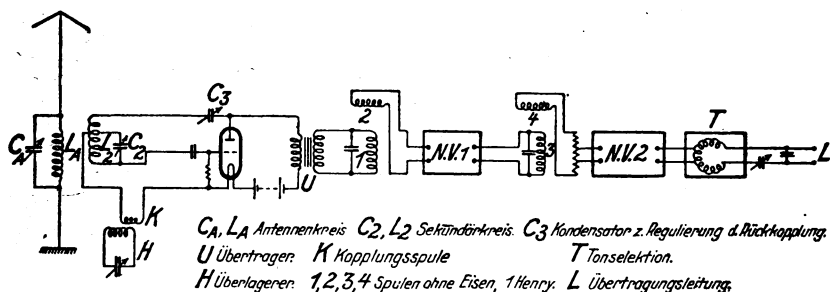 C3
2
4
T
CA
LA
L2
C2
1
N.V.1
3
N.V.2
L
U
K
H
CA, LA Antennenkreis C2, L2 Sekundärkreis. C3 Kondensator z. Regulierung d. Rückkopplung.
U Übertrager. K Kopplungsspule T Tonselektion.
H Überlagerer. 1,2,3,4 Spulen ohne Eisen, 1 Henry. L Übertragungsleitung.